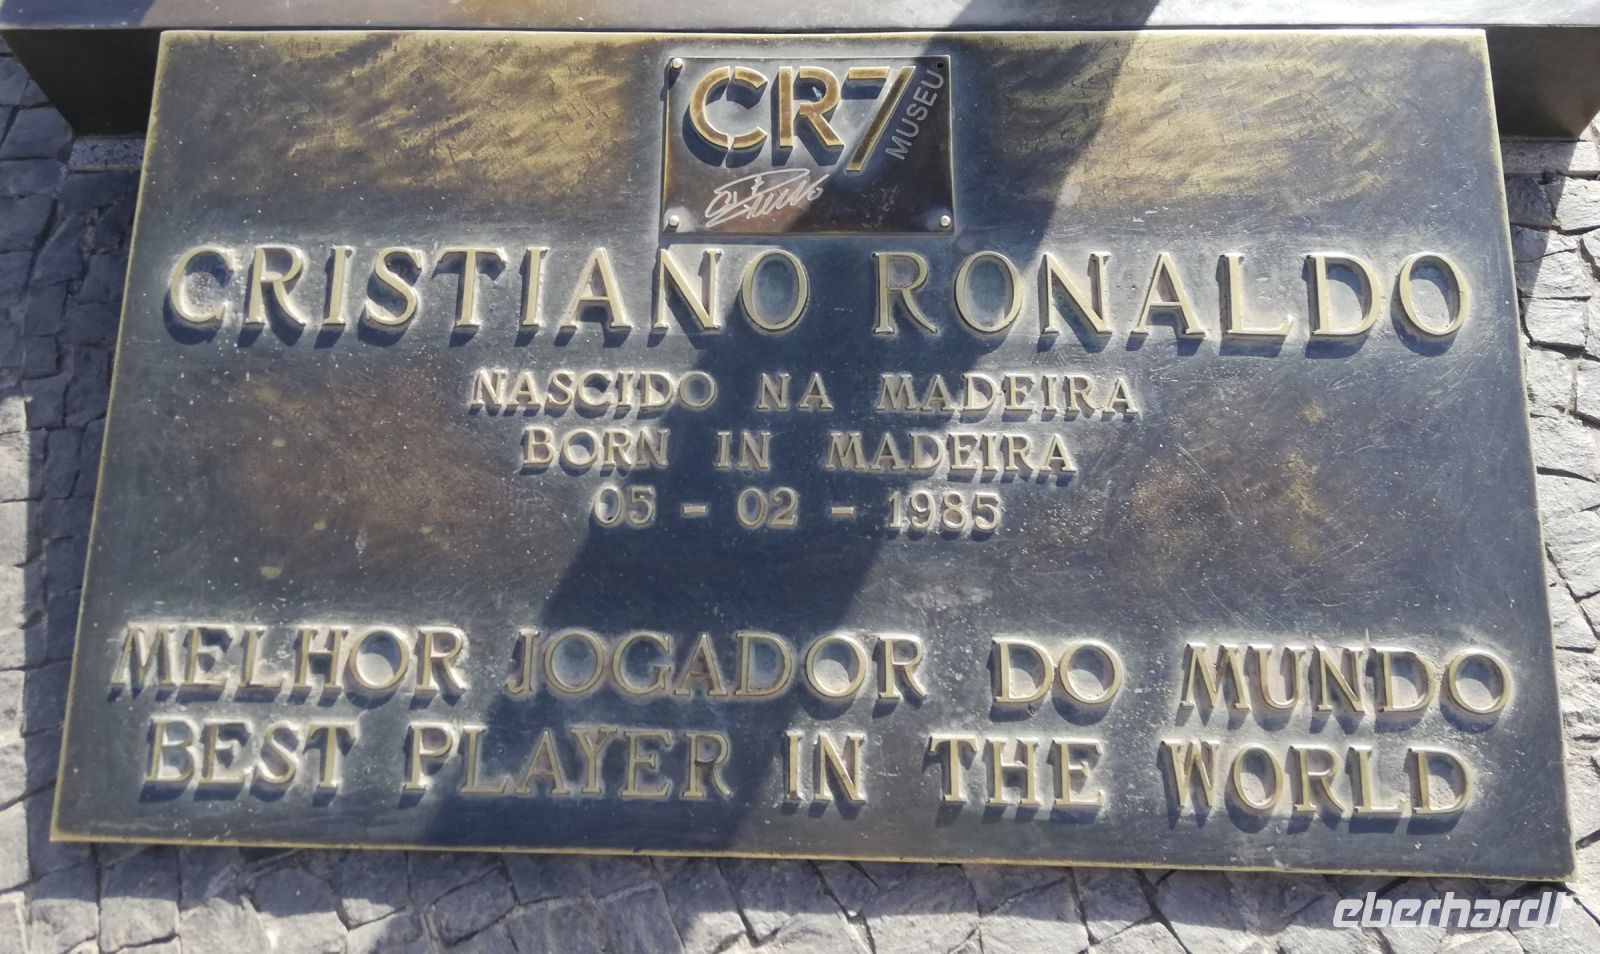 CR7 MUSEU
CRISTIANO RONALDO
NASCIDO NA MADEIRA
BORN IN MADEIRA
05 - 02 - 1985
MELHOR JOGADOR DO MUNDO
BEST PLAYER IN THE WORLD
eberhardt